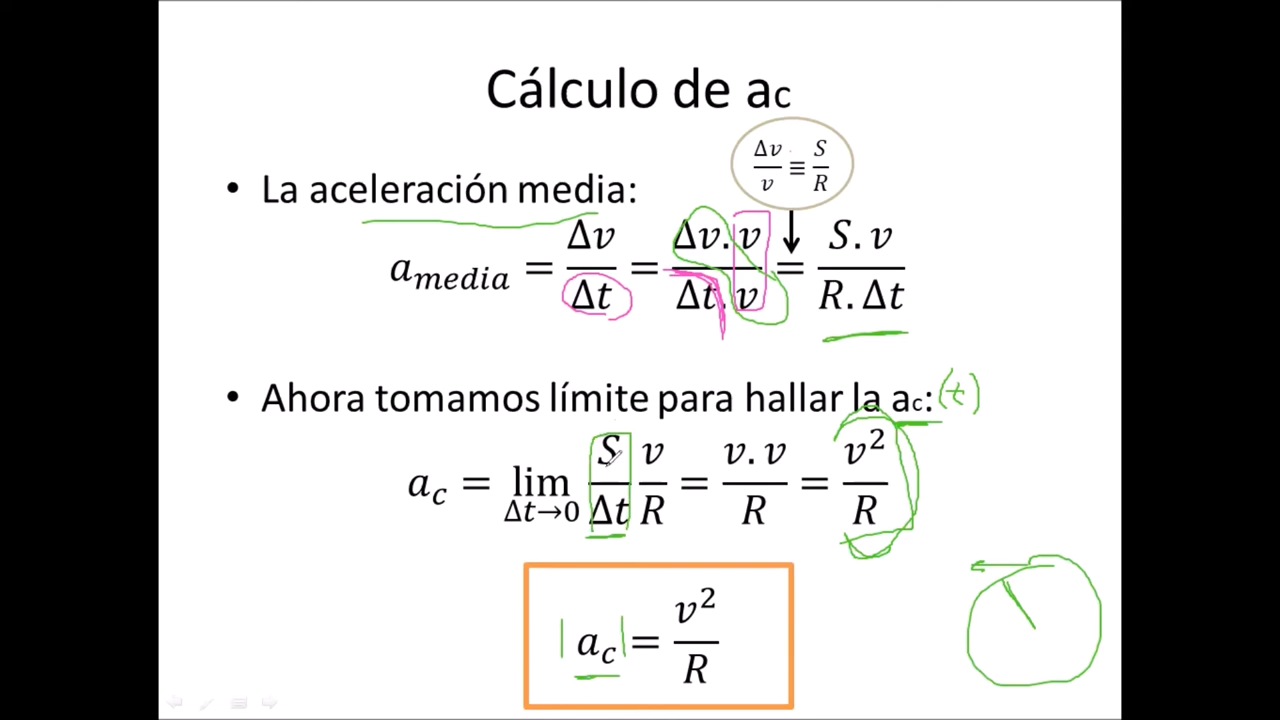 Cálculo de ac
Δv/v ≡ S/R
• La aceleración media:
a_media = Δv/Δt = Δv.v/Δt.v = S.v/R.Δt
• Ahora tomamos límite para hallar la ac: (t)
a_c = lim Δt→0 S/Δt v/R = v.v/R = v²/R
|a_c| = v²/R